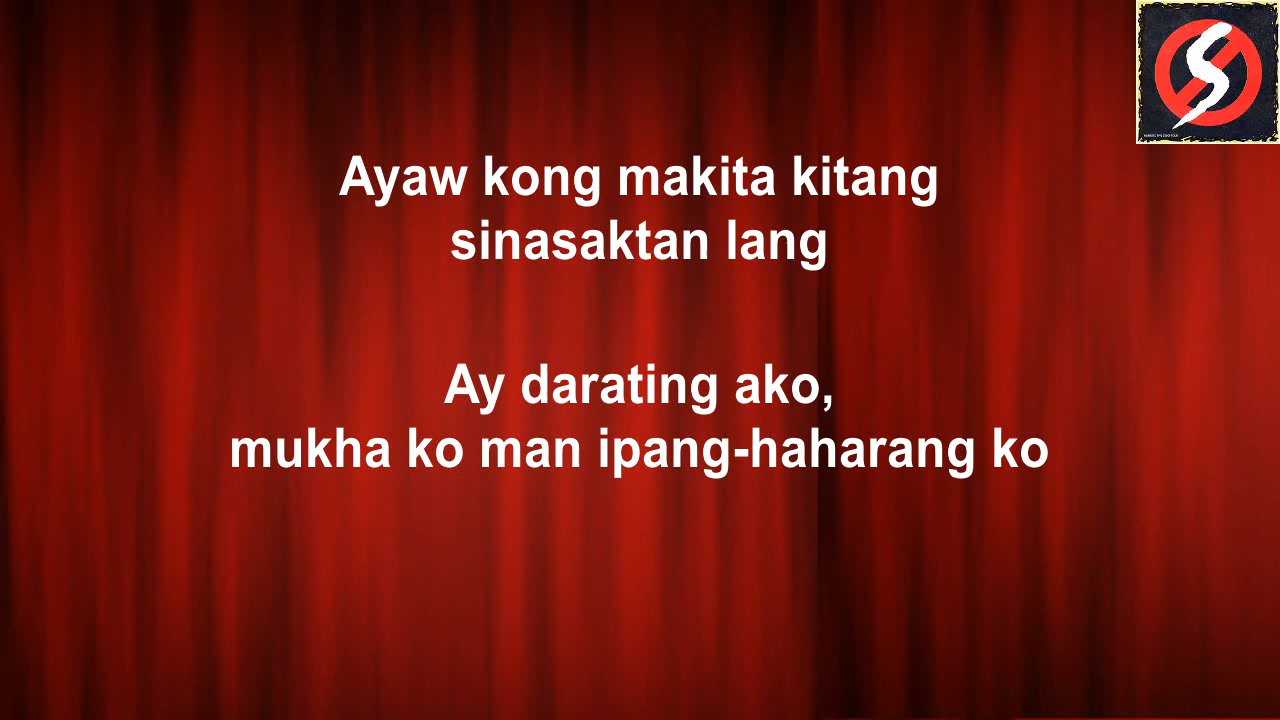 Ayaw kong makita kitang
sinasaktan lang
Ay darating ako,
mukha ko man ipang-haharang ko